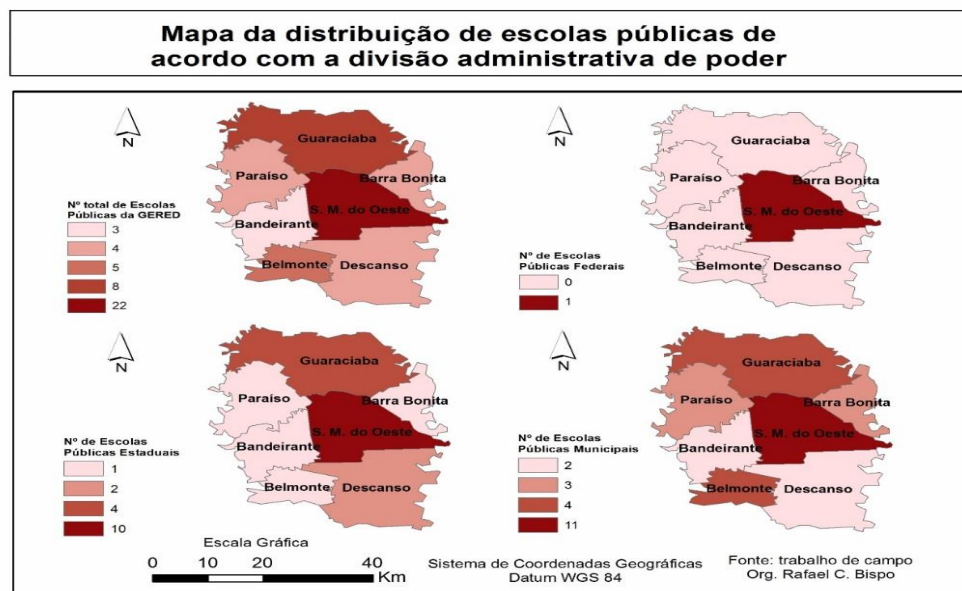 Mapa da distribuição de escolas públicas de
acordo com a divisão administrativa de poder
N
Guaraciaba
Paraíso
Barra Bonita
S. M. do Oeste
Bandeirante
Belmonte
Descanso
Nº total de Escolas
Públicas da GERED
3
4
5
8
22
N
Guaraciaba
Paraíso
Barra Bonita
S. M. do Oeste
Bandeirante
Belmonte
Descanso
Nº de Escolas
Públicas Federais
0
1
N
Guaraciaba
Paraíso
Barra Bonita
S. M. do Oeste
Bandeirante
Belmonte
Descanso
Nº de Escolas
Públicas Estaduais
1
2
4
10
N
Guaraciaba
Paraíso
Barra Bonita
S. M. do Oeste
Bandeirante
Belmonte
Descanso
Nº de Escolas
Públicas Municipais
2
3
4
11
Escala Gráfica
0 10 20 40
Km
Sistema de Coordenadas Geográficas
Datum WGS 84
Fonte: trabalho de campo
Org. Rafael C. Bispo